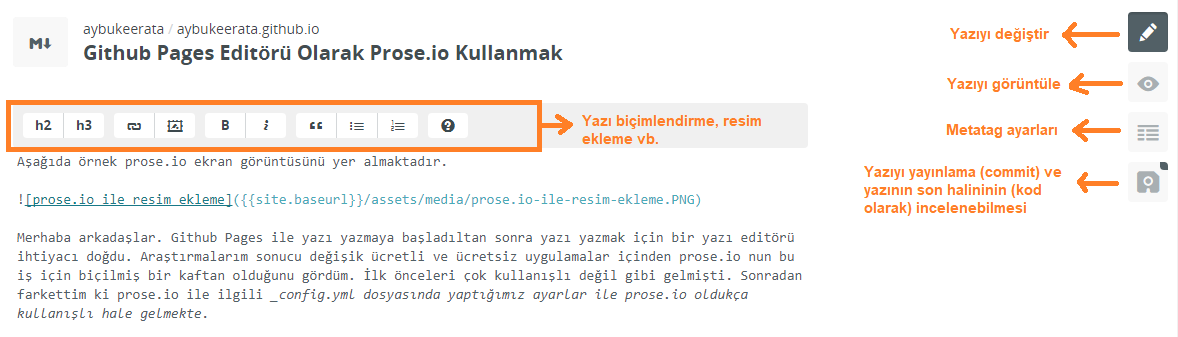 aybukeerata / aybukeerata.github.io
M↓
Github Pages Editörü Olarak Prose.io Kullanmak
Yazıyı değiştir
Yazıyı görüntüle
h2 h3 B i “ ?
Yazı biçimlendirme, resim
ekleme vb.
Metatag ayarları
Aşağıda örnek prose.io ekran görüntüsünü yer almaktadır.
Yazıyı yayınlama (commit) ve
yazının son halininin (kod
olarak) incelenebilmesi
![prose.io ile resim ekleme]({{site.baseurl}}/assets/media/prose.io-ile-resim-ekleme.PNG)
Merhaba arkadaşlar. Github Pages ile yazı yazmaya başladıltan sonra yazı yazmak için bir yazı editörü
ihtiyacı doğdu. Araştırmalarım sonucu değişik ücretli ve ücretsiz uygulamalar içinden prose.io nun bu
iş için biçilmiş bir kaftan olduğunu gördüm. İlk önceleri çok kullanışlı değil gibi gelmişti. Sonradan
farkettim ki prose.io ile ilgili _config.yml dosyasında yaptığımız ayarlar ile prose.io oldukça
kullanışlı hale gelmekte.